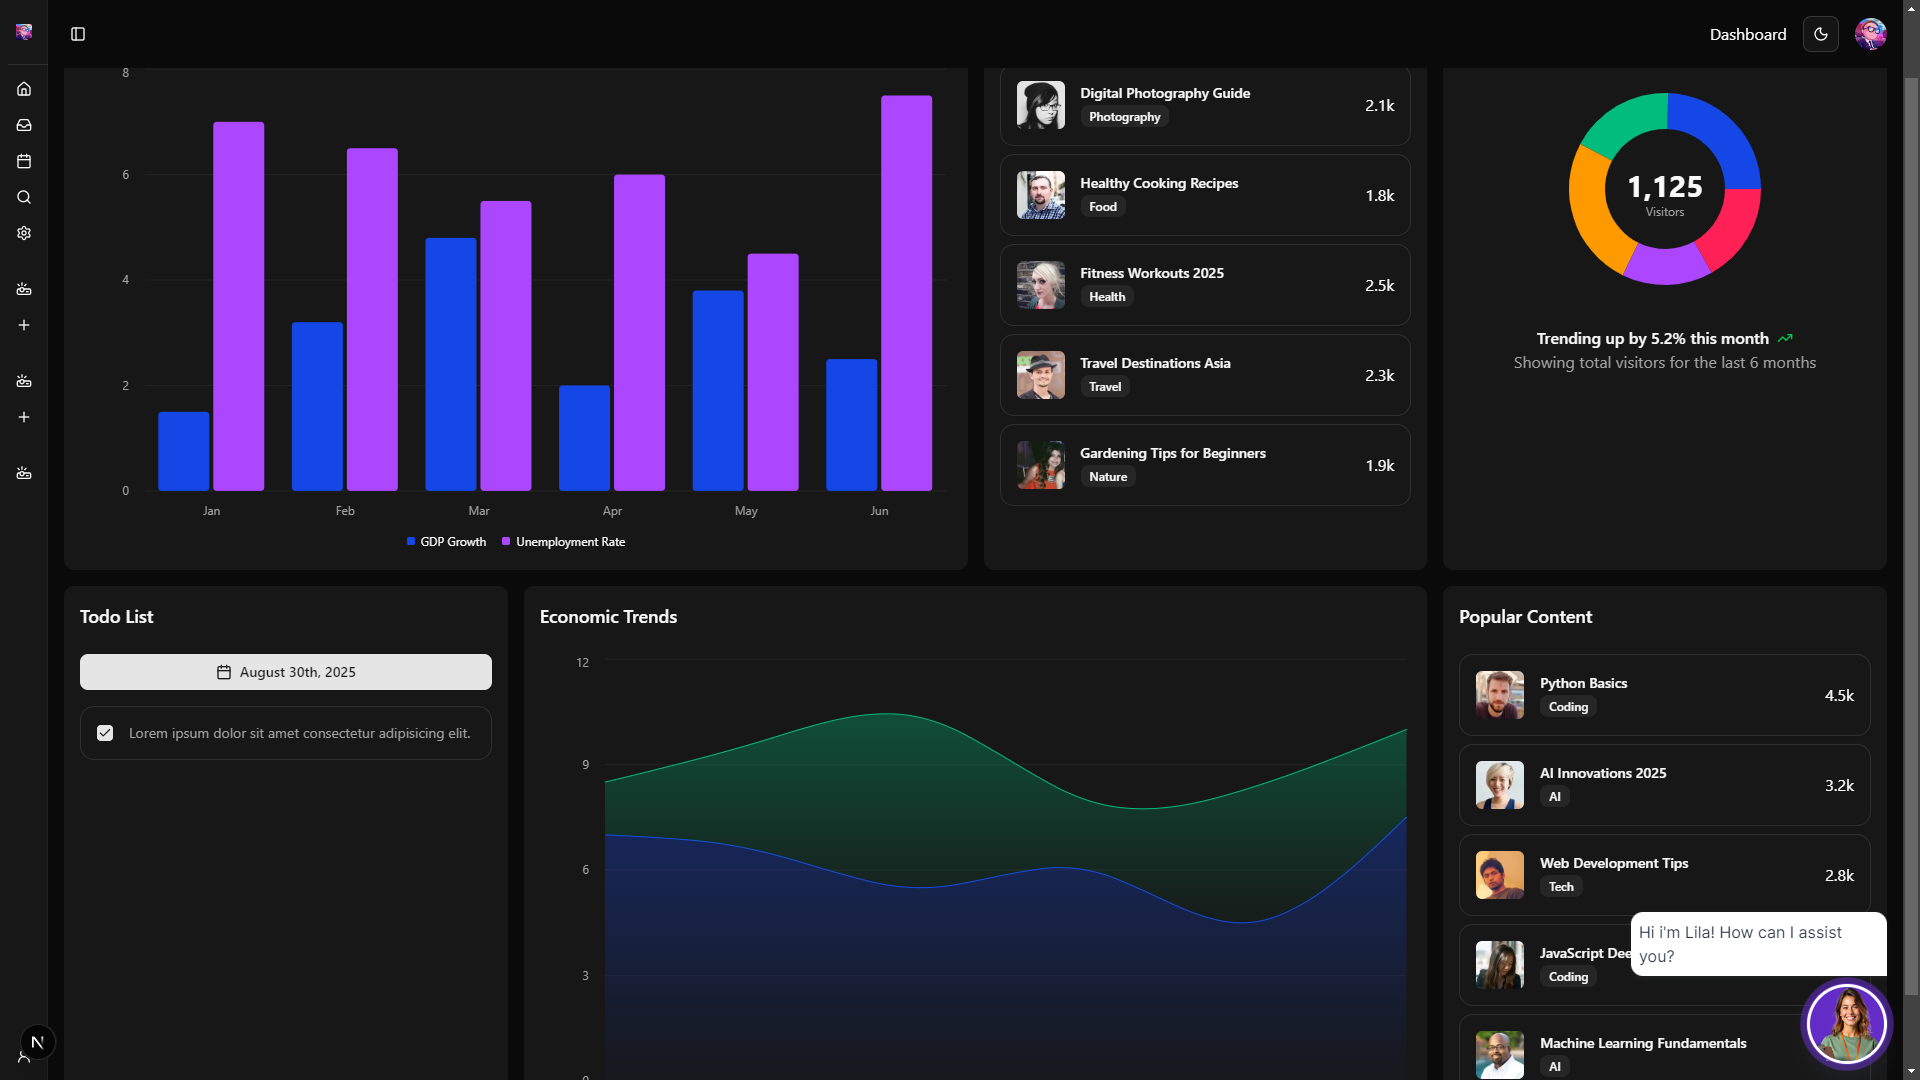 Dashboard
8
6
4
2
0
Jan
Feb
Mar
Apr
May
Jun
GDP Growth
Unemployment Rate
Digital Photography Guide
Photography
2.1k
Healthy Cooking Recipes
Food
1.8k
Fitness Workouts 2025
Health
2.5k
Travel Destinations Asia
Travel
2.3k
Gardening Tips for Beginners
Nature
1.9k
1,125
Visitors
Trending up by 5.2% this month
Showing total visitors for the last 6 months
Todo List
August 30th, 2025
Lorem ipsum dolor sit amet consectetur adipisicing elit.
Economic Trends
12
9
6
3
0
Popular Content
Python Basics
Coding
4.5k
AI Innovations 2025
AI
3.2k
Web Development Tips
Tech
2.8k
JavaScript Dee
Coding
Machine Learning Fundamentals
AI
Hi i'm Lila! How can I assist
you?
N